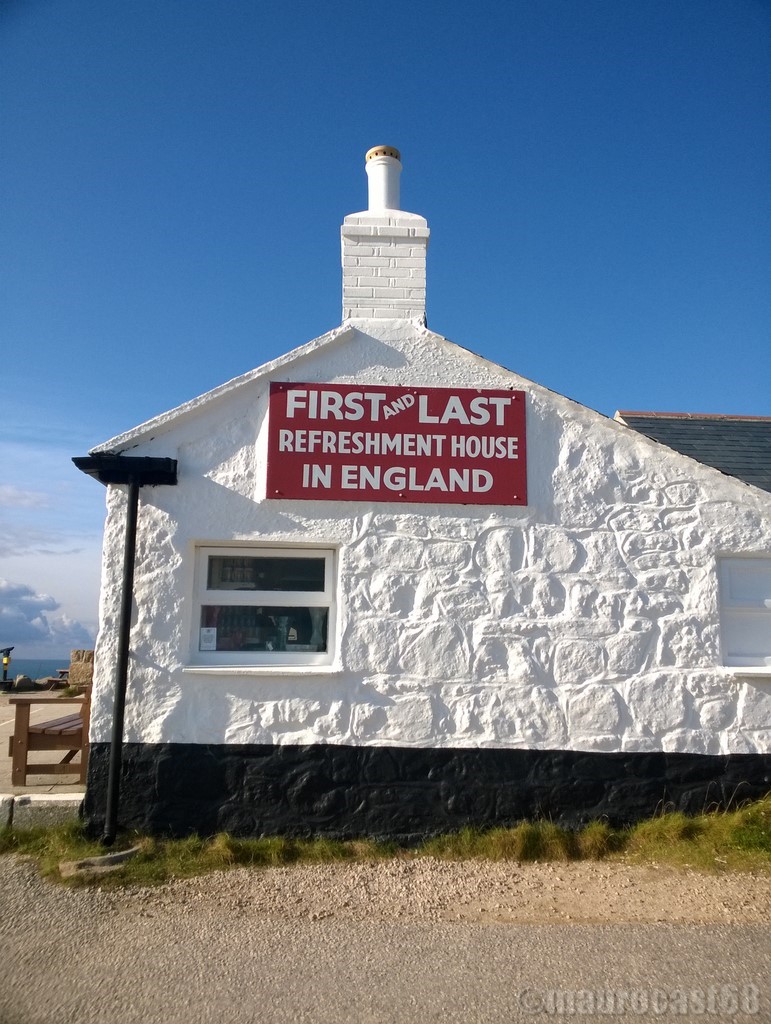 FIRST AND LAST
REFRESHMENT HOUSE
IN ENGLAND
©maurocast68